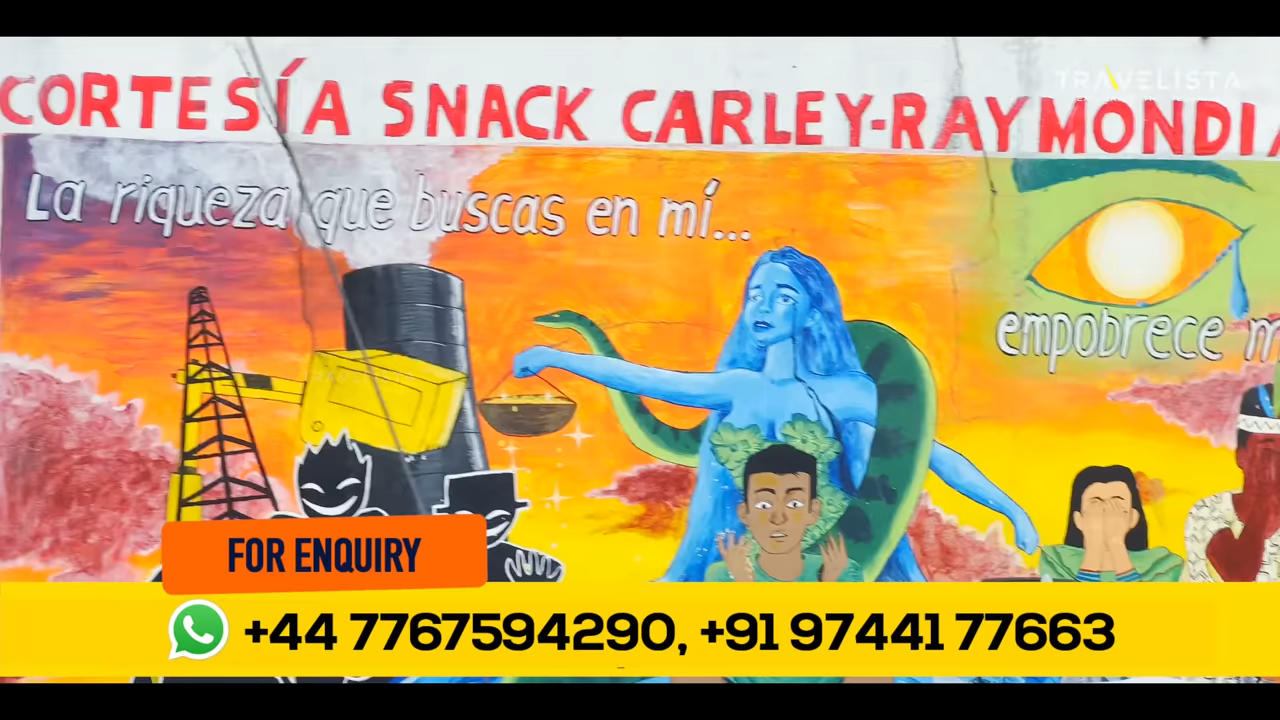 TRAVELISTA
CORTESÍA SNACK CARLEY-RAYMONDI
La riqueza que buscas en mí...
empobrece
FOR ENQUIRY
+44 7767594290, +91 97441 77663